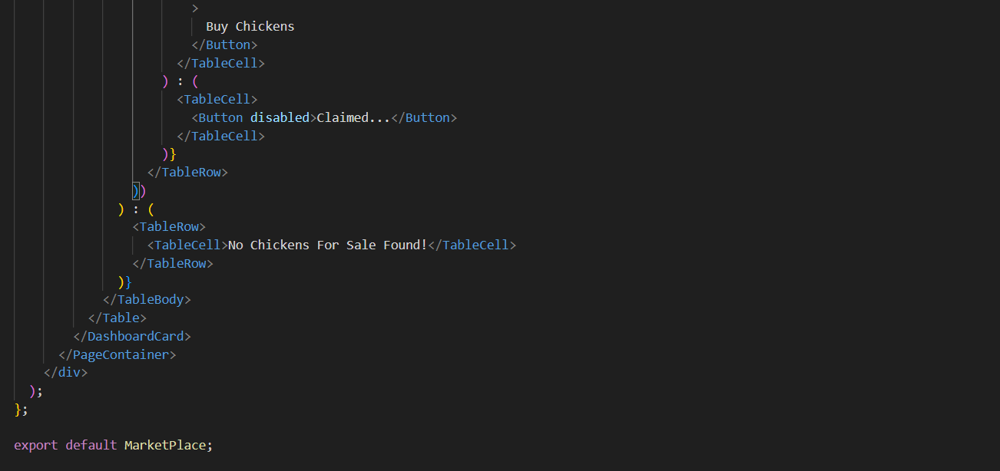 >
Buy Chickens
</Button>
</TableCell>
) : (
<TableCell>
<Button disabled>Claimed...</Button>
</TableCell>
)}
</TableRow>
))
) : (
<TableRow>
<TableCell>No Chickens For Sale Found!</TableCell>
</TableRow>
)}
</TableBody>
</Table>
</DashboardCard>
</PageContainer>
</div>
);
};
export default MarketPlace;